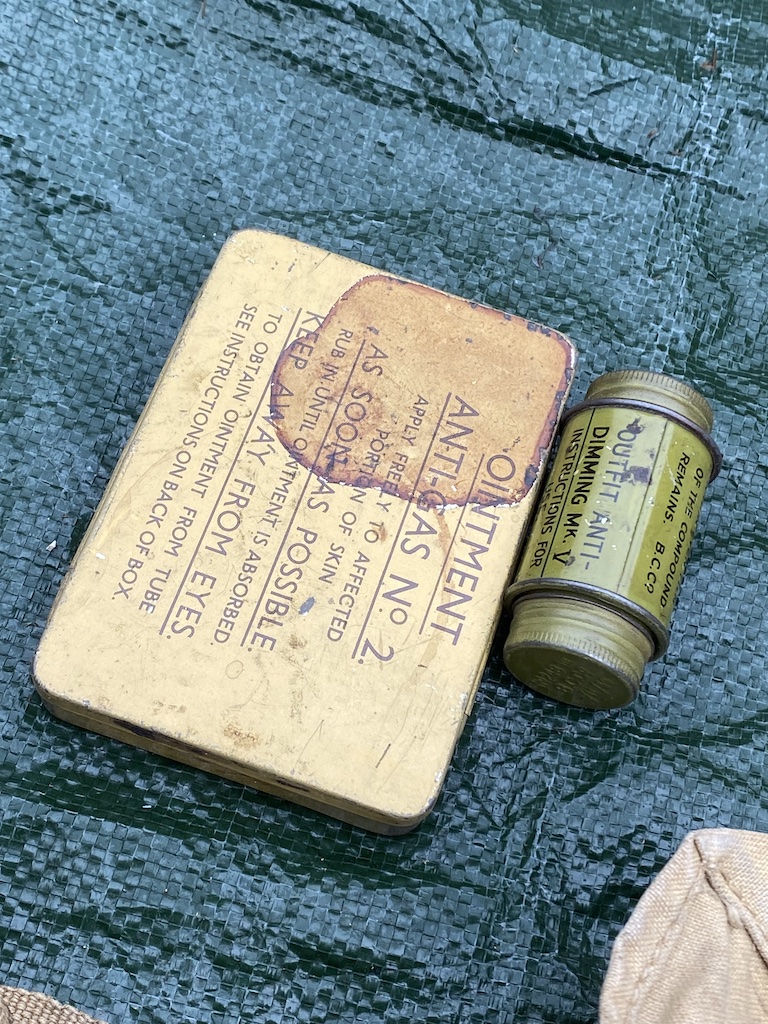 OINTMENT
ANTI-GAS Nº 2.
APPLY FREELY TO AFFECTED
PORTION OF SKIN
AS SOON AS POSSIBLE.
RUB IN UNTIL OINTMENT IS ABSORBED.
KEEP AWAY FROM EYES.
TO OBTAIN OINTMENT FROM TUBE
SEE INSTRUCTIONS ON BACK OF BOX.
OF THE COMPOUND
REMAINS. B.C.C?
OUTFIT ANTI-
DIMMING MK V
INSTRUCTIONS FOR